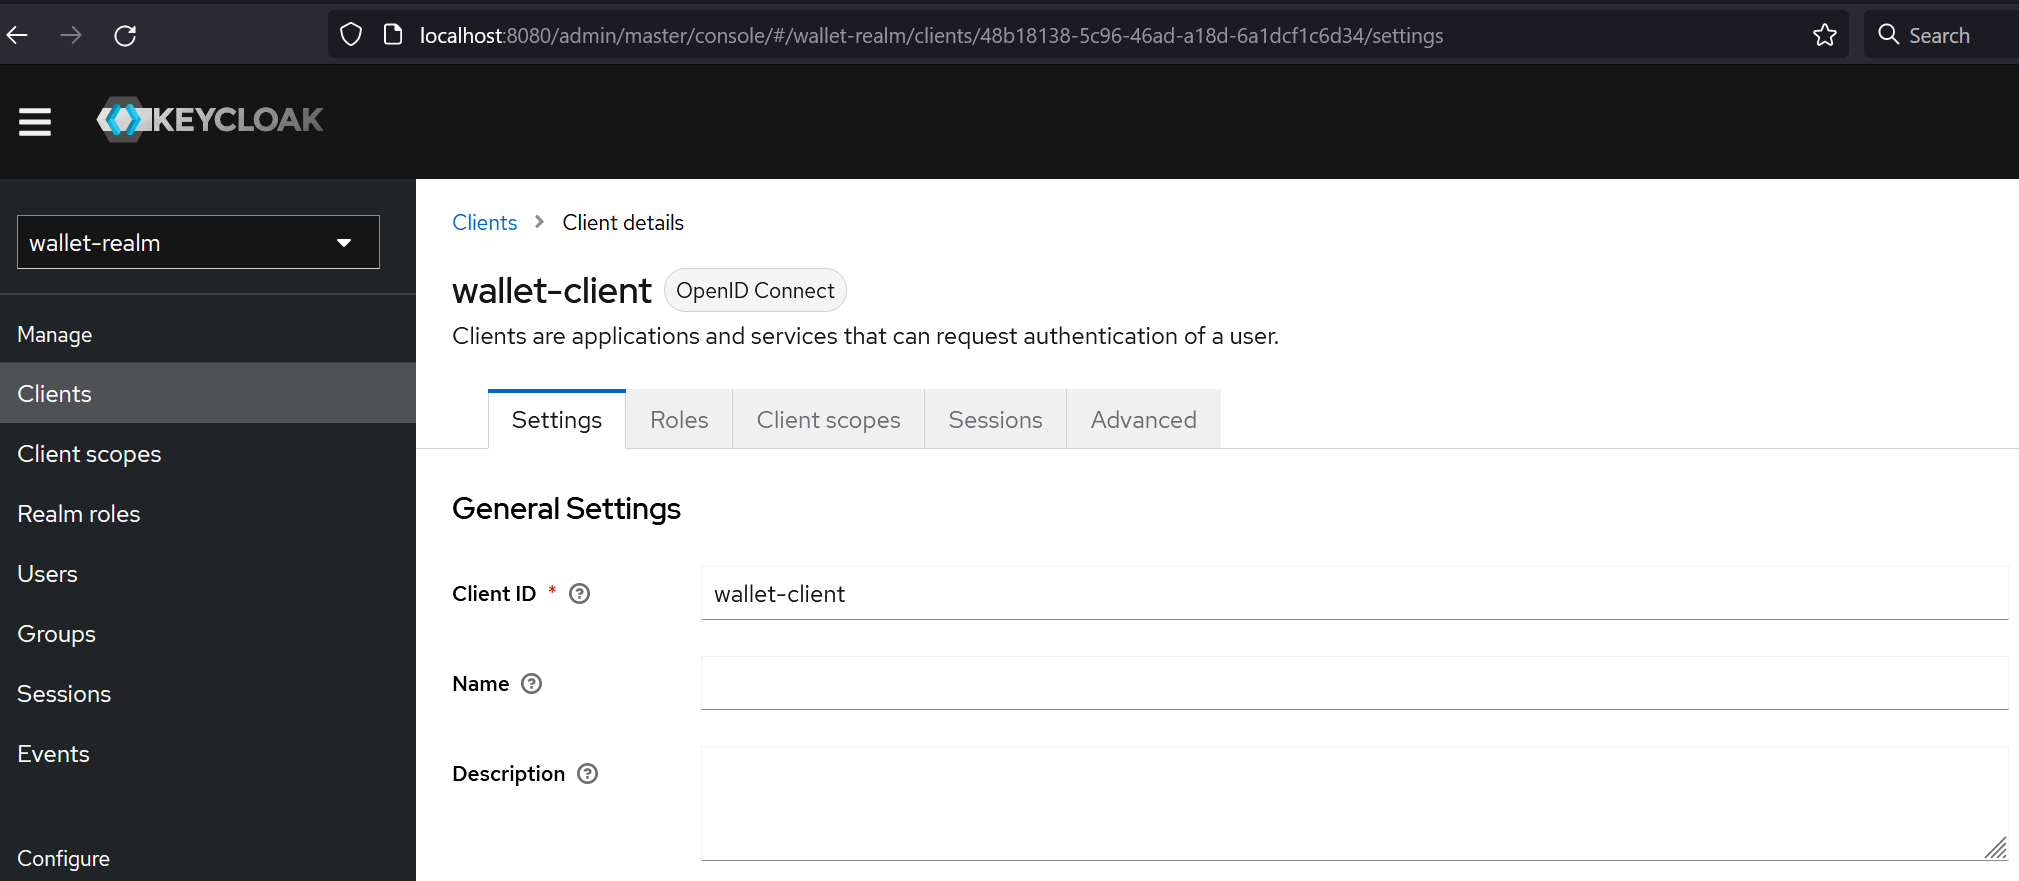 localhost:8080/admin/master/console/#/wallet-realm/clients/48b18138-5c96-46ad-a18d-6a1dcf1c6d34/settings
Search
KEYCLOAK
wallet-realm
Manage
Clients
Client scopes
Realm roles
Users
Groups
Sessions
Events
Configure
Clients > Client details
wallet-client OpenID Connect
Clients are applications and services that can request authentication of a user.
Settings Roles Client scopes Sessions Advanced
General Settings
Client ID * ? wallet-client
Name ?
Description ?